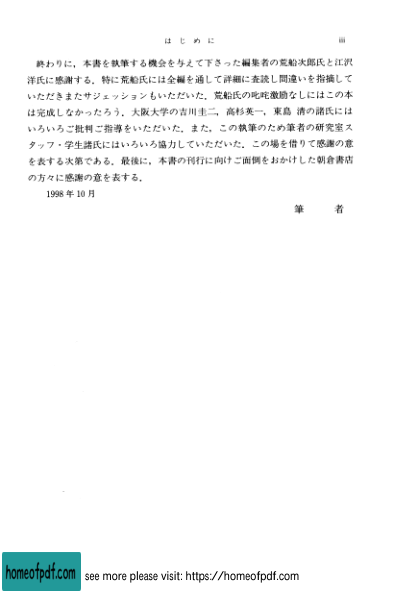 はじめに iii
終わりに，本書を執筆する機会を与えて下さった編集者の荒船次郎氏と江沢
洋氏に感謝する．特に荒船氏には全編を通して詳細に査読し間違いを指摘して
いただきまたサジェッションもいただいた．荒船氏の叱咤激励なしにはこの本
は完成しなかったろう．大阪大学の吉川圭二，高杉英一，東島 清の諸氏には
いろいろご批判ご指導をいただいた．また，この執筆のため筆者の研究室ス
タッフ・学生諸氏にはいろいろ協力していただいた．この場を借りて感謝の意
を表する次第である．最後に，本書の刊行に向けご面倒をおかけした朝倉書店
の方々に感謝の意を表する．
1998 年 10 月
筆 者
homeofpdf.com see more please visit: https://homeofpdf.com